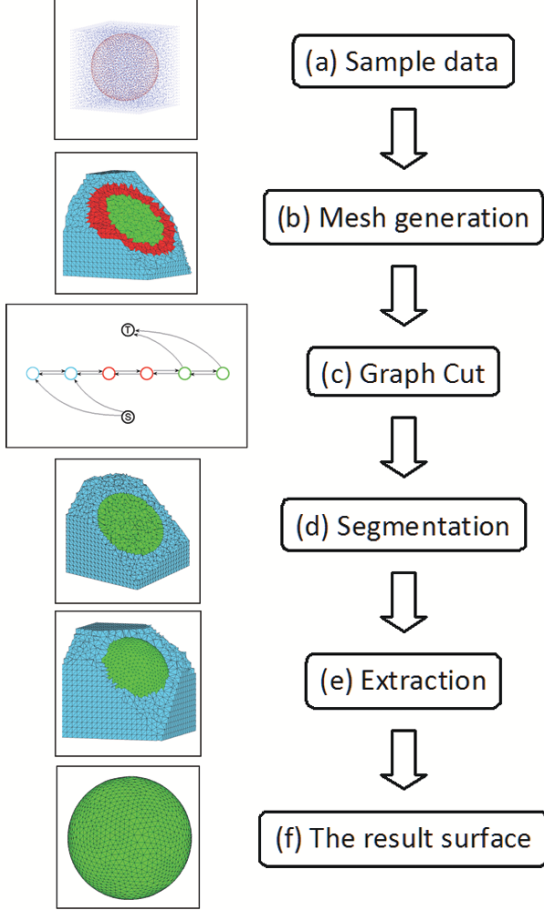 (a) Sample data
(b) Mesh generation
T
(c) Graph Cut
S
(d) Segmentation
(e) Extraction
(f) The result surface